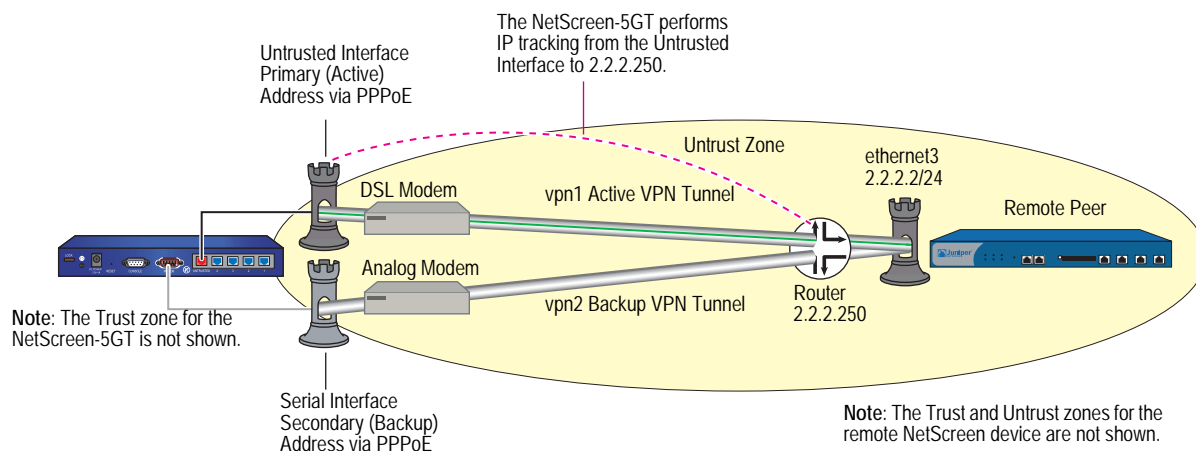 The NetScreen-5GT performs
IP tracking from the Untrusted
Interface to 2.2.2.250.
Untrusted Interface
Primary (Active)
Address via PPPoE
Untrust Zone
ethernet3
2.2.2.2/24
DSL Modem
vpn1 Active VPN Tunnel
Remote Peer
Juniper
Analog Modem
vpn2 Backup VPN Tunnel
Router
2.2.2.250
Note: The Trust zone for the
NetScreen-5GT is not shown.
Serial Interface
Secondary (Backup)
Address via PPPoE
Note: The Trust and Untrust zones for the
remote NetScreen device are not shown.